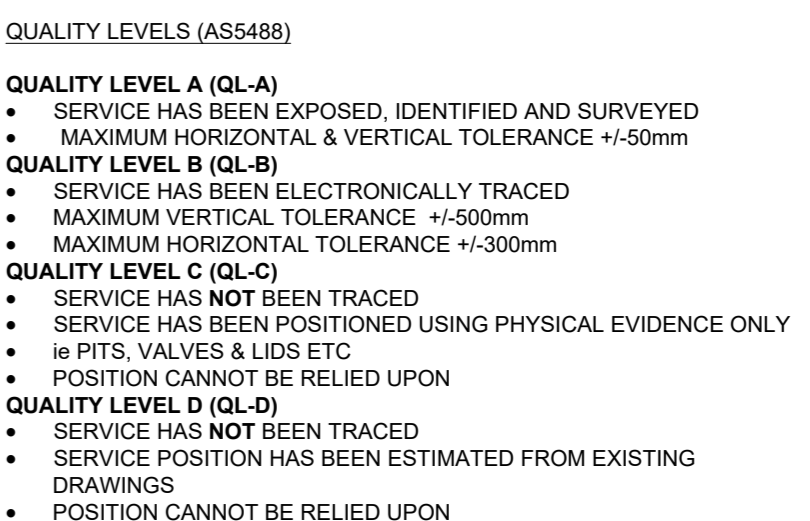 QUALITY LEVELS (AS5488)
QUALITY LEVEL A (QL-A)
• SERVICE HAS BEEN EXPOSED, IDENTIFIED AND SURVEYED
• MAXIMUM HORIZONTAL & VERTICAL TOLERANCE +/-50mm
QUALITY LEVEL B (QL-B)
• SERVICE HAS BEEN ELECTRONICALLY TRACED
• MAXIMUM VERTICAL TOLERANCE +/-500mm
• MAXIMUM HORIZONTAL TOLERANCE +/-300mm
QUALITY LEVEL C (QL-C)
• SERVICE HAS NOT BEEN TRACED
• SERVICE HAS BEEN POSITIONED USING PHYSICAL EVIDENCE ONLY
• ie PITS, VALVES & LIDS ETC
• POSITION CANNOT BE RELIED UPON
QUALITY LEVEL D (QL-D)
• SERVICE HAS NOT BEEN TRACED
• SERVICE POSITION HAS BEEN ESTIMATED FROM EXISTING
DRAWINGS
• POSITION CANNOT BE RELIED UPON